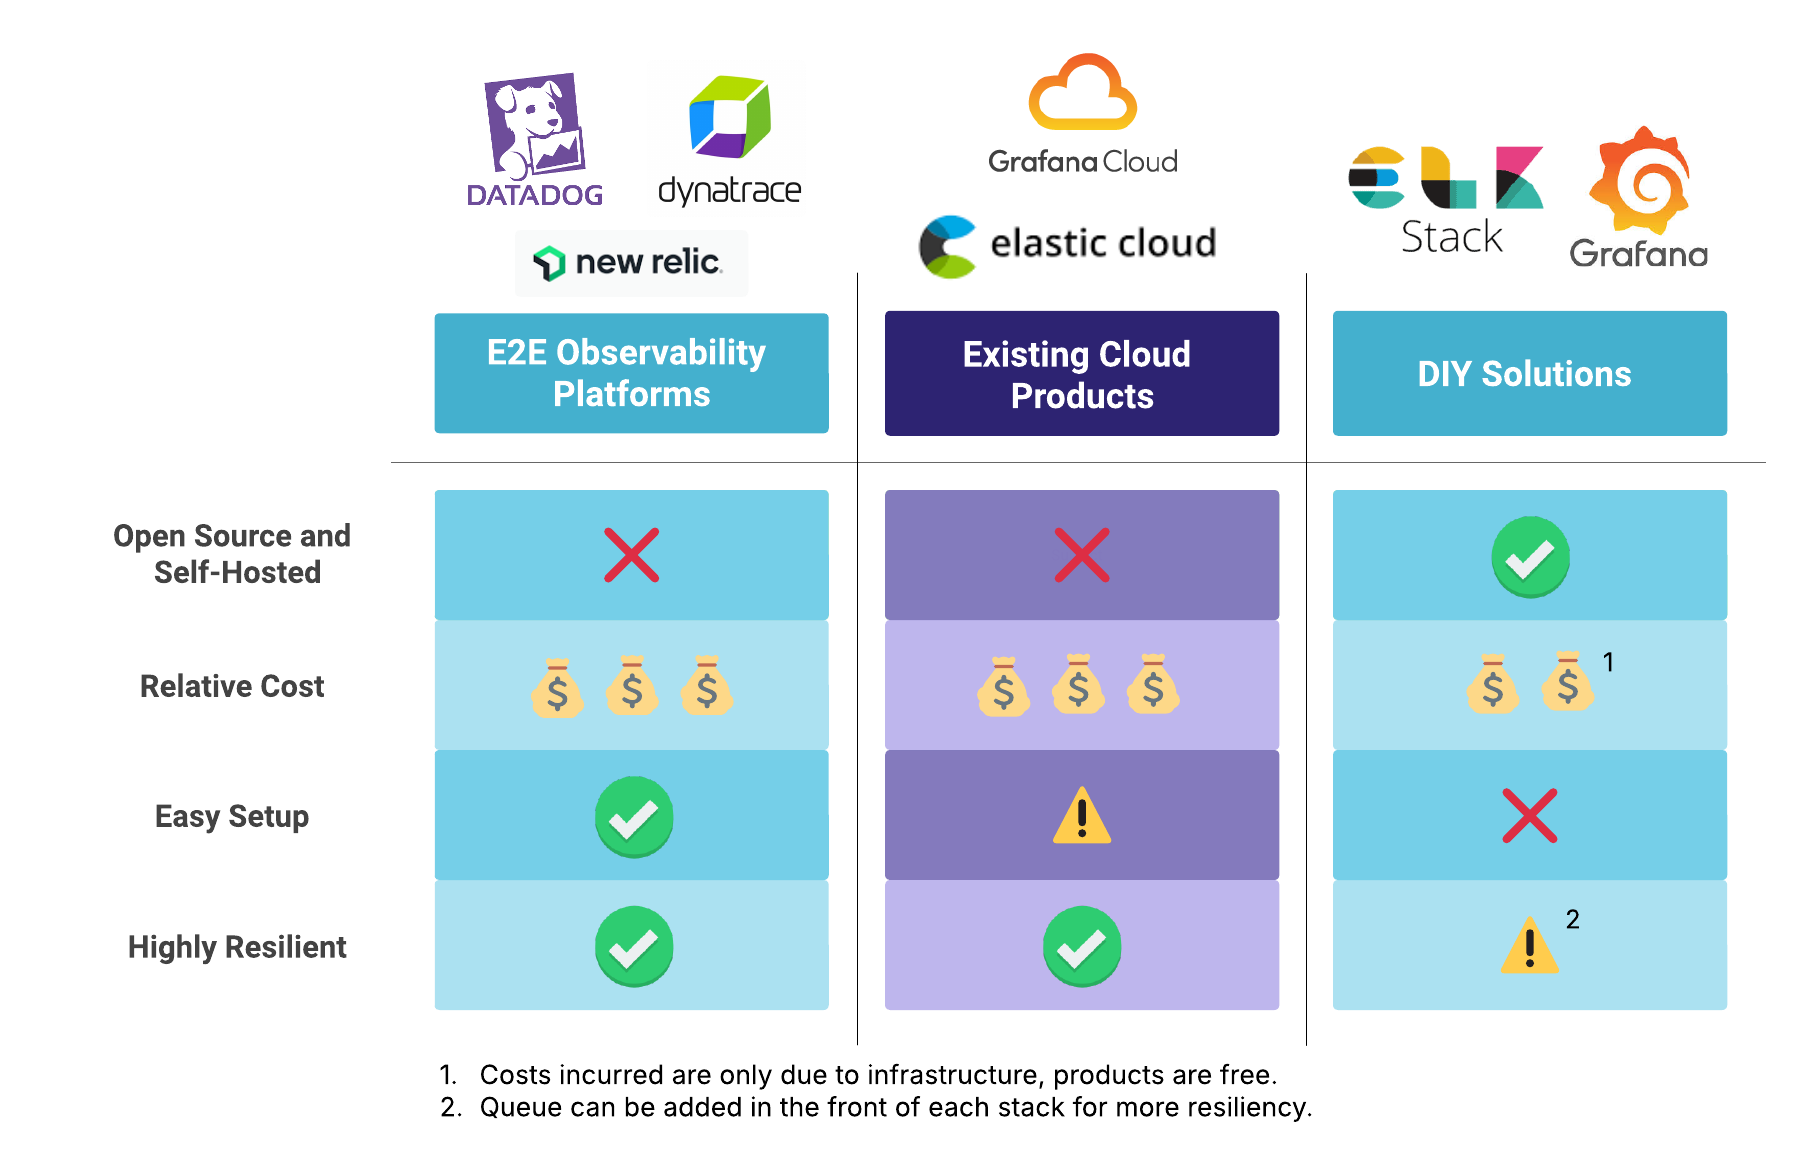 DATADOG
dynatrace
new relic.
Grafana Cloud
elastic cloud
ELK
Stack
Grafana
E2E Observability
Platforms
Existing Cloud
Products
DIY Solutions
Open Source and
Self-Hosted
Relative Cost
$ $ $
$ $ $
$ $ 1
Easy Setup
!
Highly Resilient
! 2
1. Costs incurred are only due to infrastructure, products are free.
2. Queue can be added in the front of each stack for more resiliency.